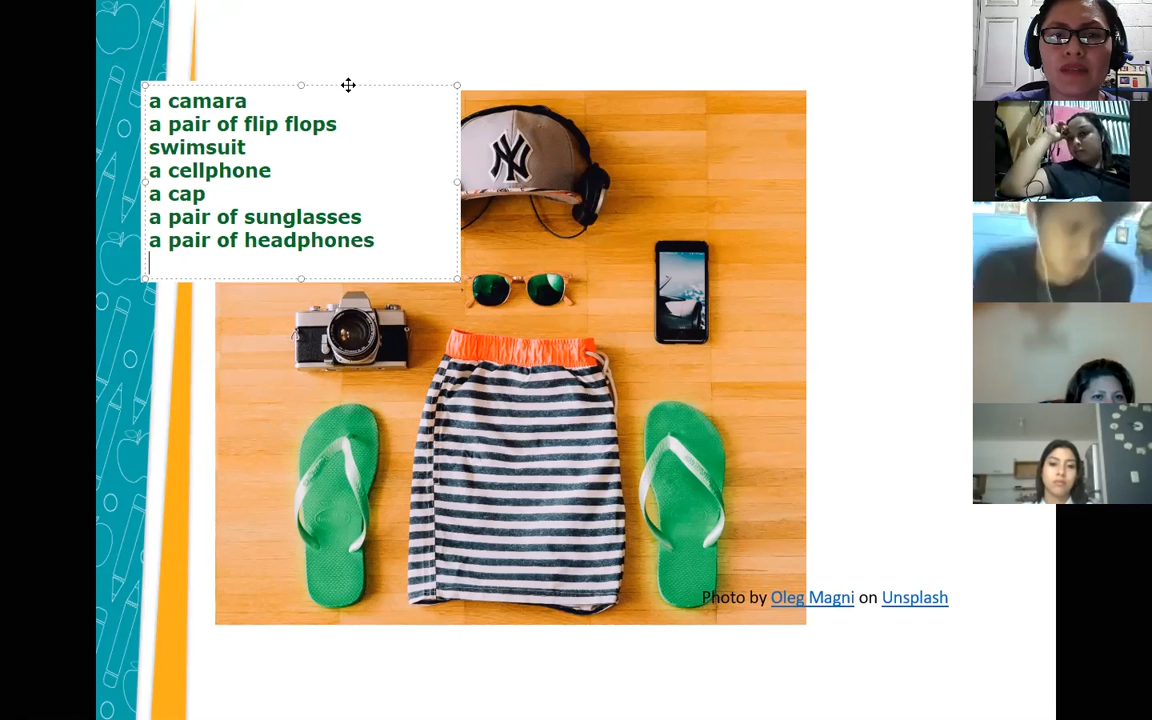 a camara
a pair of flip flops
swimsuit
a cellphone
a cap
a pair of sunglasses
a pair of headphones
NY
Photo by Oleg Magni on Unsplash